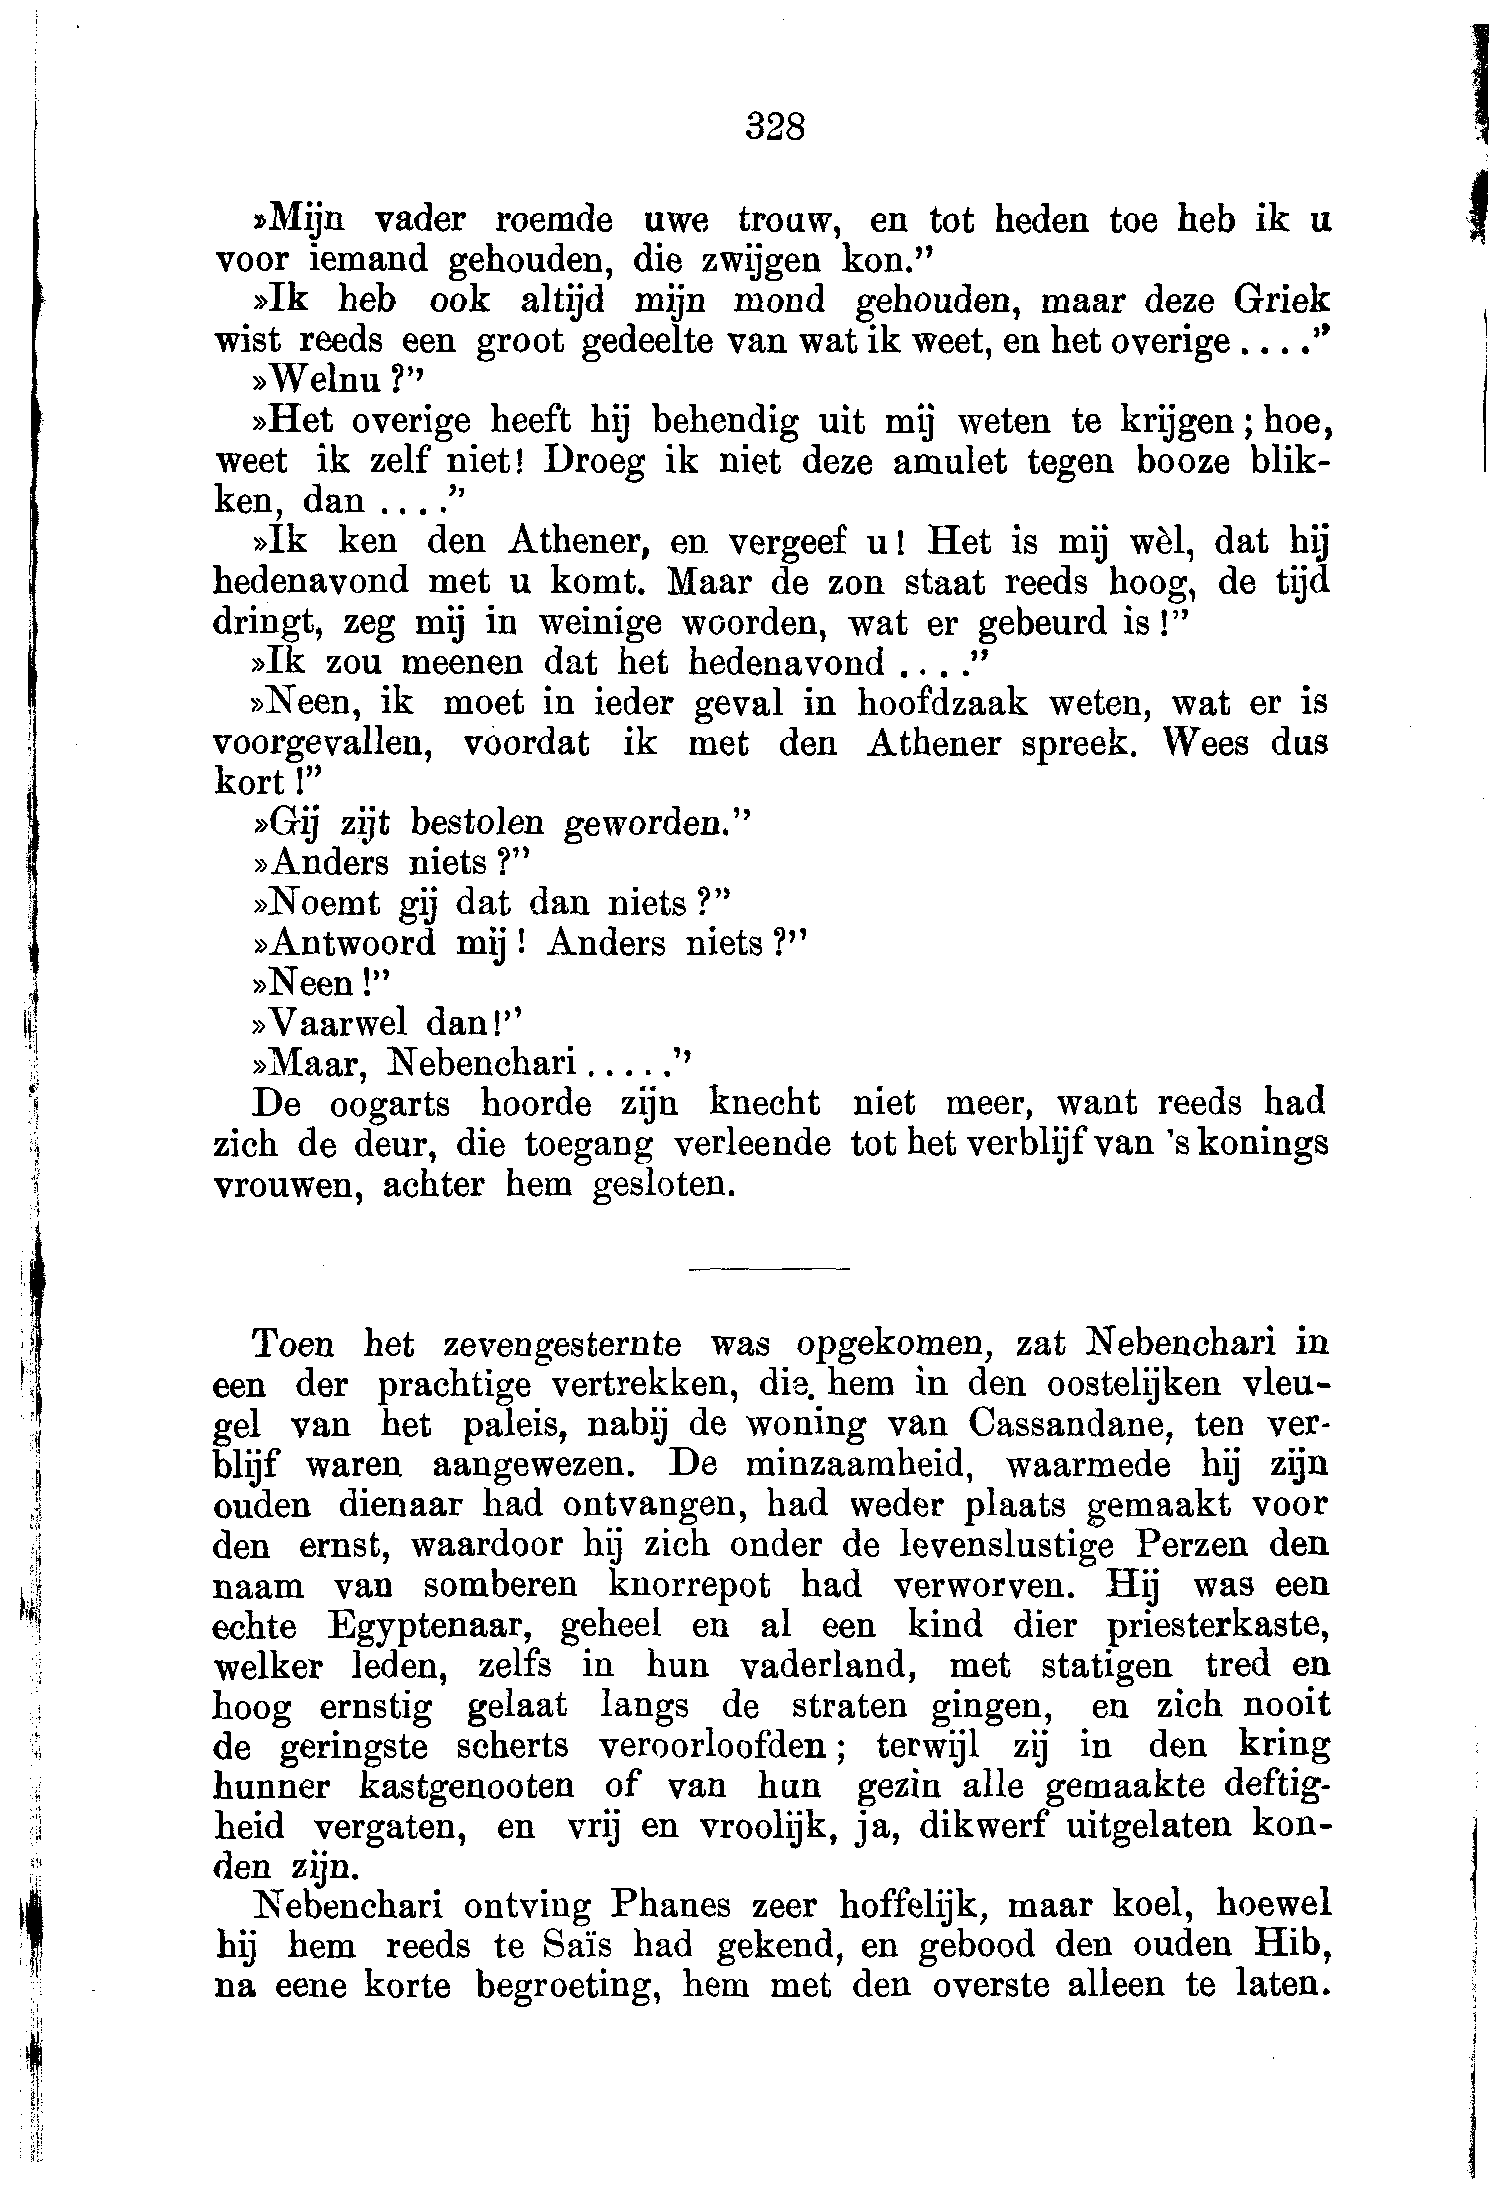 328
»Mijn vader roemde uwe trouw, en tot heden toe heb ik u
voor iemand gehouden, die zwijgen kon.”
»Ik heb ook altijd mijn mond gehouden, maar deze Griek
wist reeds een groot gedeelte van wat ik weet, en het overige ....”
»Welnu?”
»Het overige heeft hij behendig uit mij weten te krijgen; hoe,
weet ik zelf niet! Droeg ik niet deze amulet tegen booze blik-
ken, dan ....”
»Ik ken den Athener, en vergeef u! Het is mij wèl, dat hij
hedenavond met u komt. Maar de zon staat reeds hoog, de tijd
dringt, zeg mij in weinige woorden, wat er gebeurd is!”
»Ik zou meenen dat het hedenavond ....”
»Neen, ik moet in ieder geval in hoofdzaak weten, wat er is
voorgevallen, voordat ik met den Athener spreek. Wees dus
kort!”
»Gij zijt bestolen geworden.”
»Anders niets?”
»Noemt gij dat dan niets?”
»Antwoord mij! Anders niets?”
»Neen!”
»Vaarwel dan!”
»Maar, Nebenchari .....”
De oogarts hoorde zijn knecht niet meer, want reeds had
zich de deur, die toegang verleende tot het verblijf van 's konings
vrouwen, achter hem gesloten.
Toen het zevengesternte was opgekomen, zat Nebenchari in
een der prachtige vertrekken, die hem in den oostelijken vleu-
gel van het paleis, nabij de woning van Cassandane, ten ver-
blijf waren aangewezen. De minzaamheid, waarmede hij zijn
ouden dienaar had ontvangen, had weder plaats gemaakt voor
den ernst, waardoor hij zich onder de levenslustige Perzen den
naam van somberen knorrepot had verworven. Hij was een
echte Egyptenaar, geheel en al een kind dier priesterkaste,
welker leden, zelfs in hun vaderland, met statigen tred en
hoog ernstig gelaat langs de straten gingen, en zich nooit
de geringste scherts veroorloofden; terwijl zij in den kring
hunner kastgenooten of van hun gezin alle gemaakte deftig-
heid vergaten, en vrij en vroolijk, ja, dikwerf uitgelaten kon-
den zijn.
Nebenchari ontving Phanes zeer hoffelijk, maar koel, hoewel
hij hem reeds te Saïs had gekend, en gebood den ouden Hib,
na eene korte begroeting, hem met den overste alleen te laten.